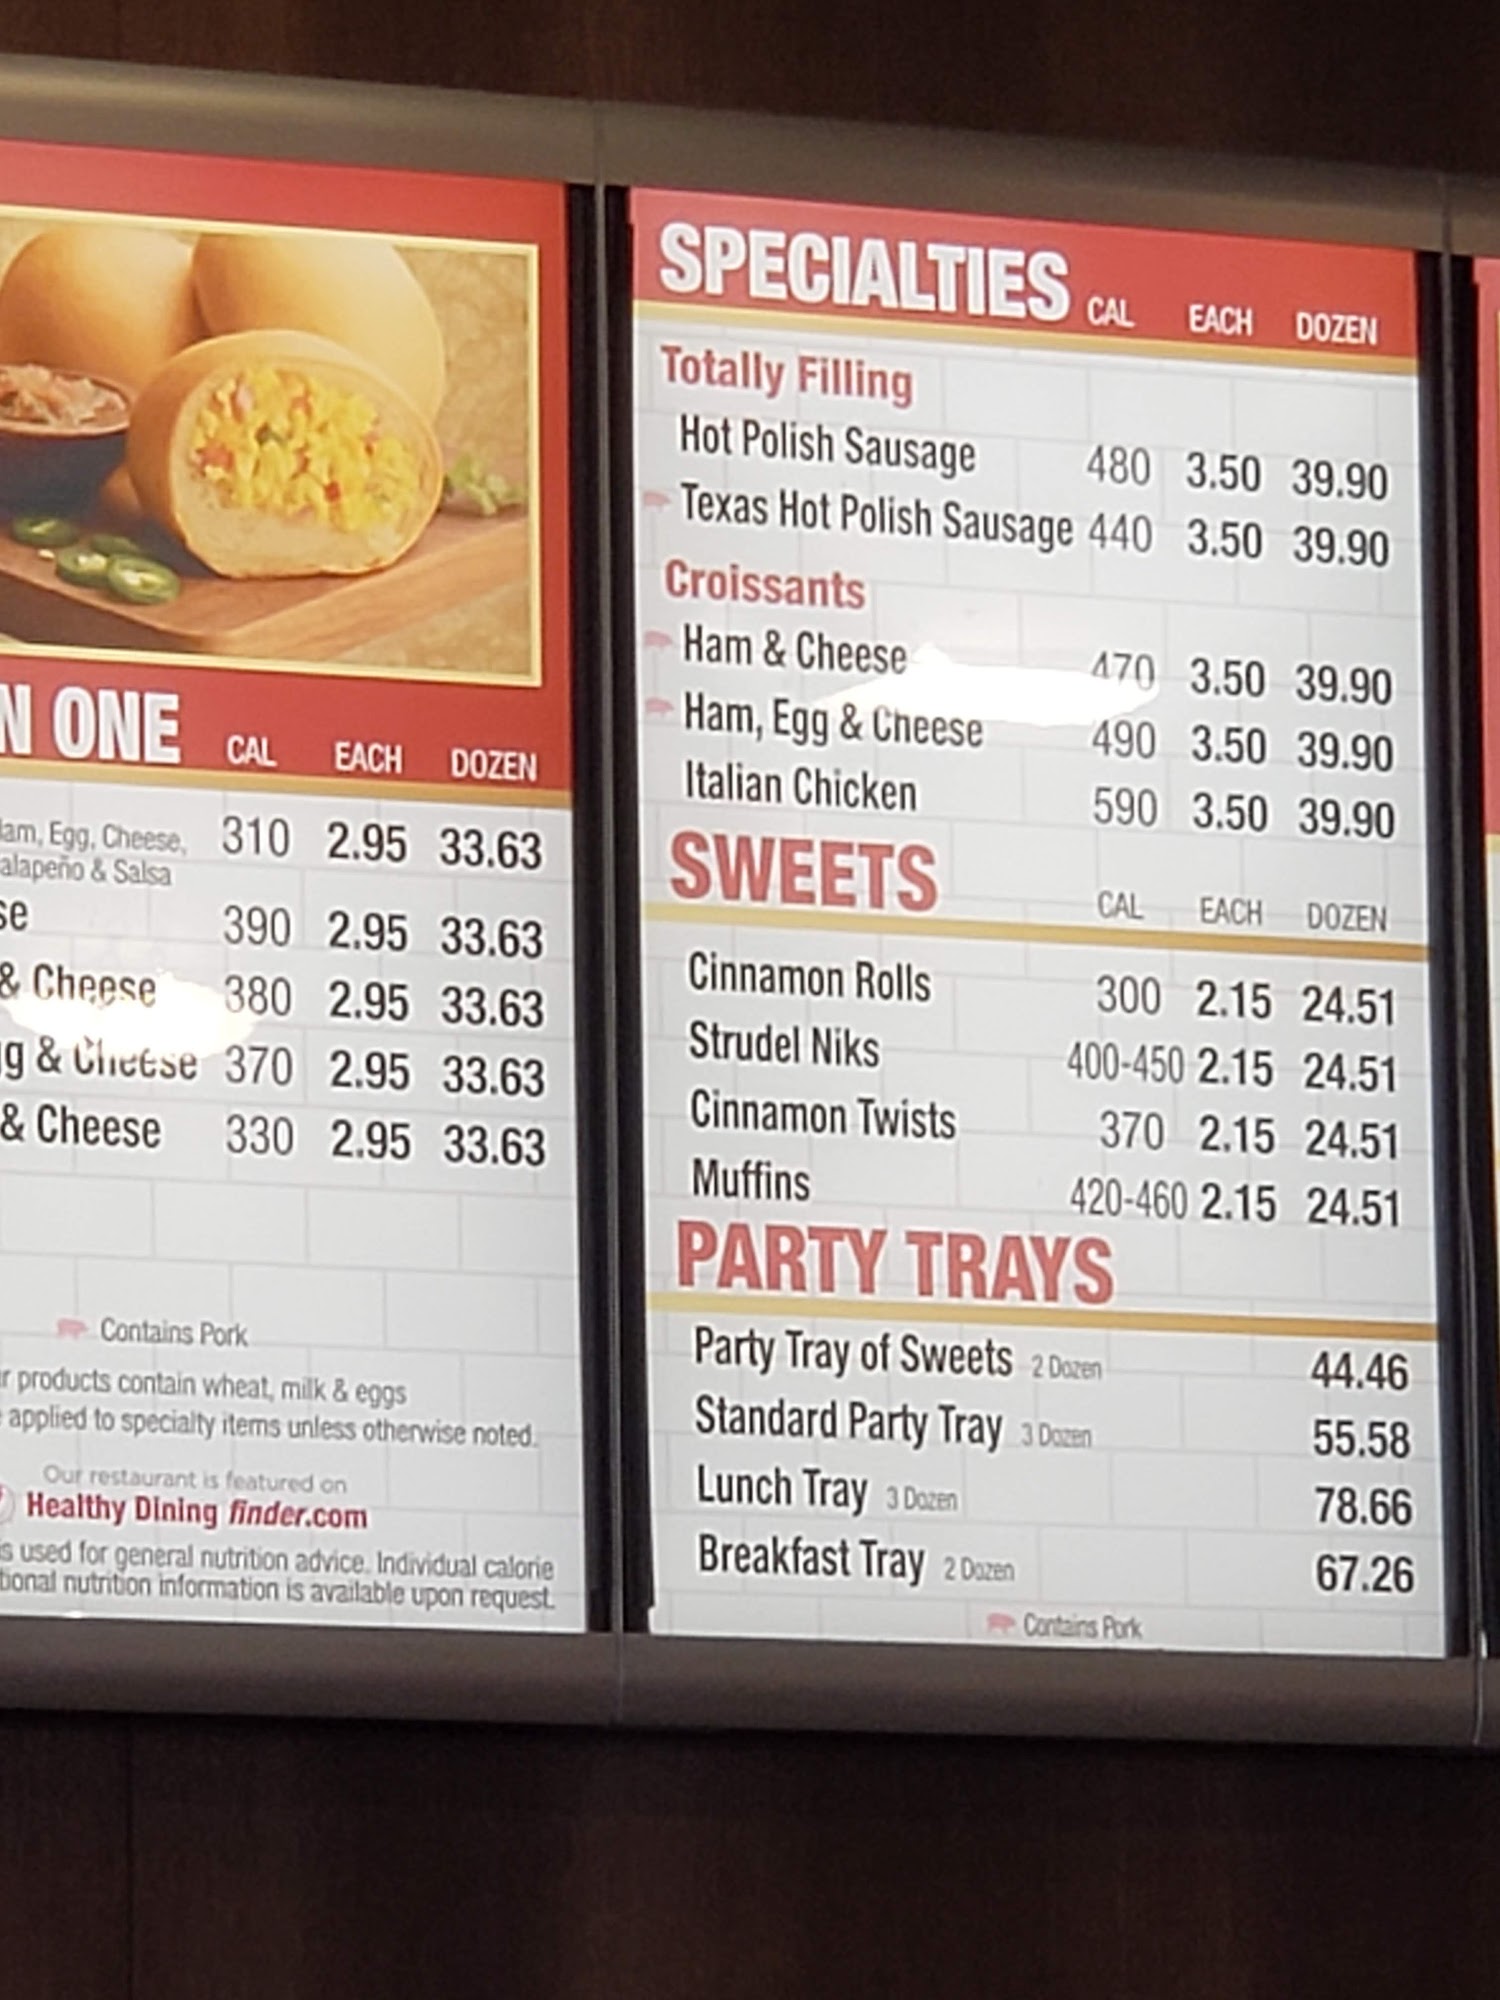 N ONE CAL EACH DOZEN
am, Egg, Cheese, 310 2.95 33.63
alapeño & Salsa
se 390 2.95 33.63
& Cheese 380 2.95 33.63
g & Cheese 370 2.95 33.63
& Cheese 330 2.95 33.63
Contains Pork
r products contain wheat, milk & eggs
applied to specialty items unless otherwise noted.
Our restaurant is featured on
Healthy Dining finder.com
s used for general nutrition advice. Individual calorie
tional nutrition information is available upon request.
SPECIALTIES CAL EACH DOZEN
Totally Filling
Hot Polish Sausage 480 3.50 39.90
Texas Hot Polish Sausage 440 3.50 39.90
Croissants
Ham & Cheese 470 3.50 39.90
Ham, Egg & Cheese 490 3.50 39.90
Italian Chicken 590 3.50 39.90
SWEETS CAL EACH DOZEN
Cinnamon Rolls 300 2.15 24.51
Strudel Niks 400-450 2.15 24.51
Cinnamon Twists 370 2.15 24.51
Muffins 420-460 2.15 24.51
PARTY TRAYS
Party Tray of Sweets 2 Dozen 44.46
Standard Party Tray 3 Dozen 55.58
Lunch Tray 3 Dozen 78.66
Breakfast Tray 2 Dozen 67.26
Contains Pork